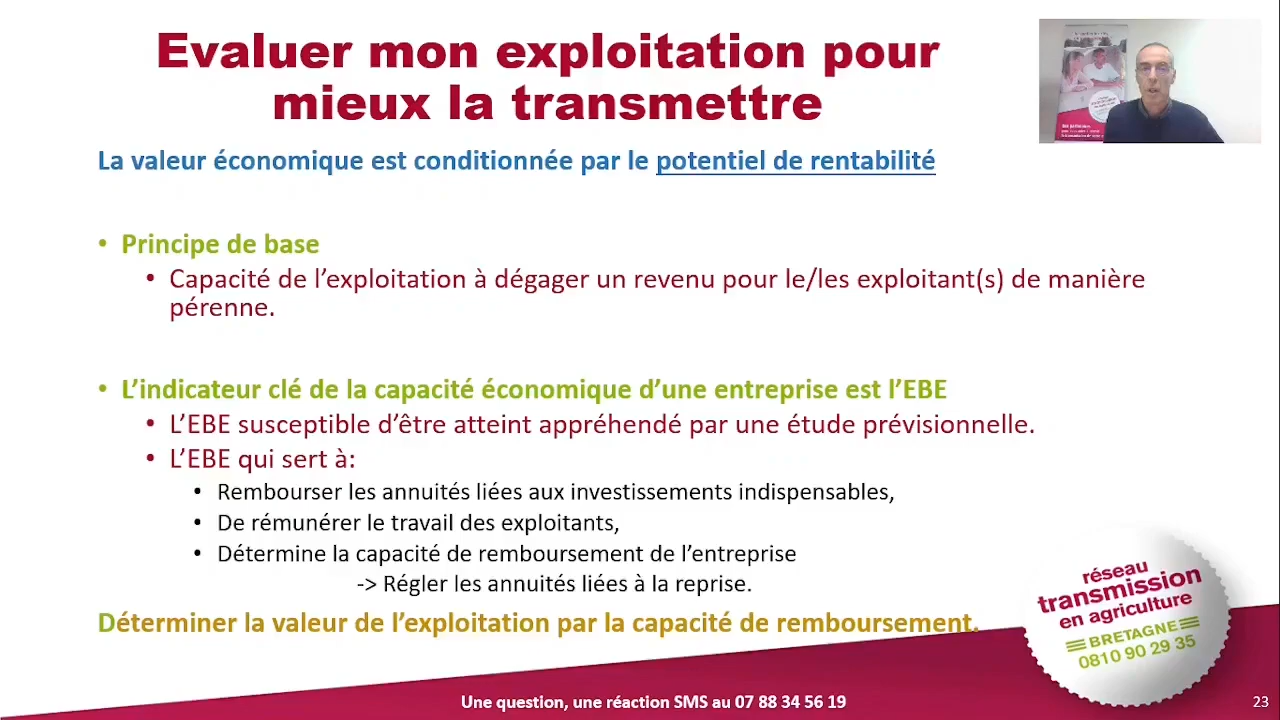 Evaluer mon exploitation pour
mieux la transmettre
La valeur économique est conditionnée par le potentiel de rentabilité
• Principe de base
• Capacité de l’exploitation à dégager un revenu pour le/les exploitant(s) de manière
pérenne.
• L’indicateur clé de la capacité économique d’une entreprise est l’EBE
• L’EBE susceptible d’être atteint appréhendé par une étude prévisionnelle.
• L’EBE qui sert à:
• Rembourser les annuités liées aux investissements indispensables,
• De rémunérer le travail des exploitants,
• Détermine la capacité de remboursement de l’entreprise
-> Régler les annuités liées à la reprise.
Déterminer la valeur de l’exploitation par la capacité de remboursement.
réseau
transmission
en agriculture
BRETAGNE
0810 90 29 35
Une question, une réaction SMS au 07 88 34 56 19
23